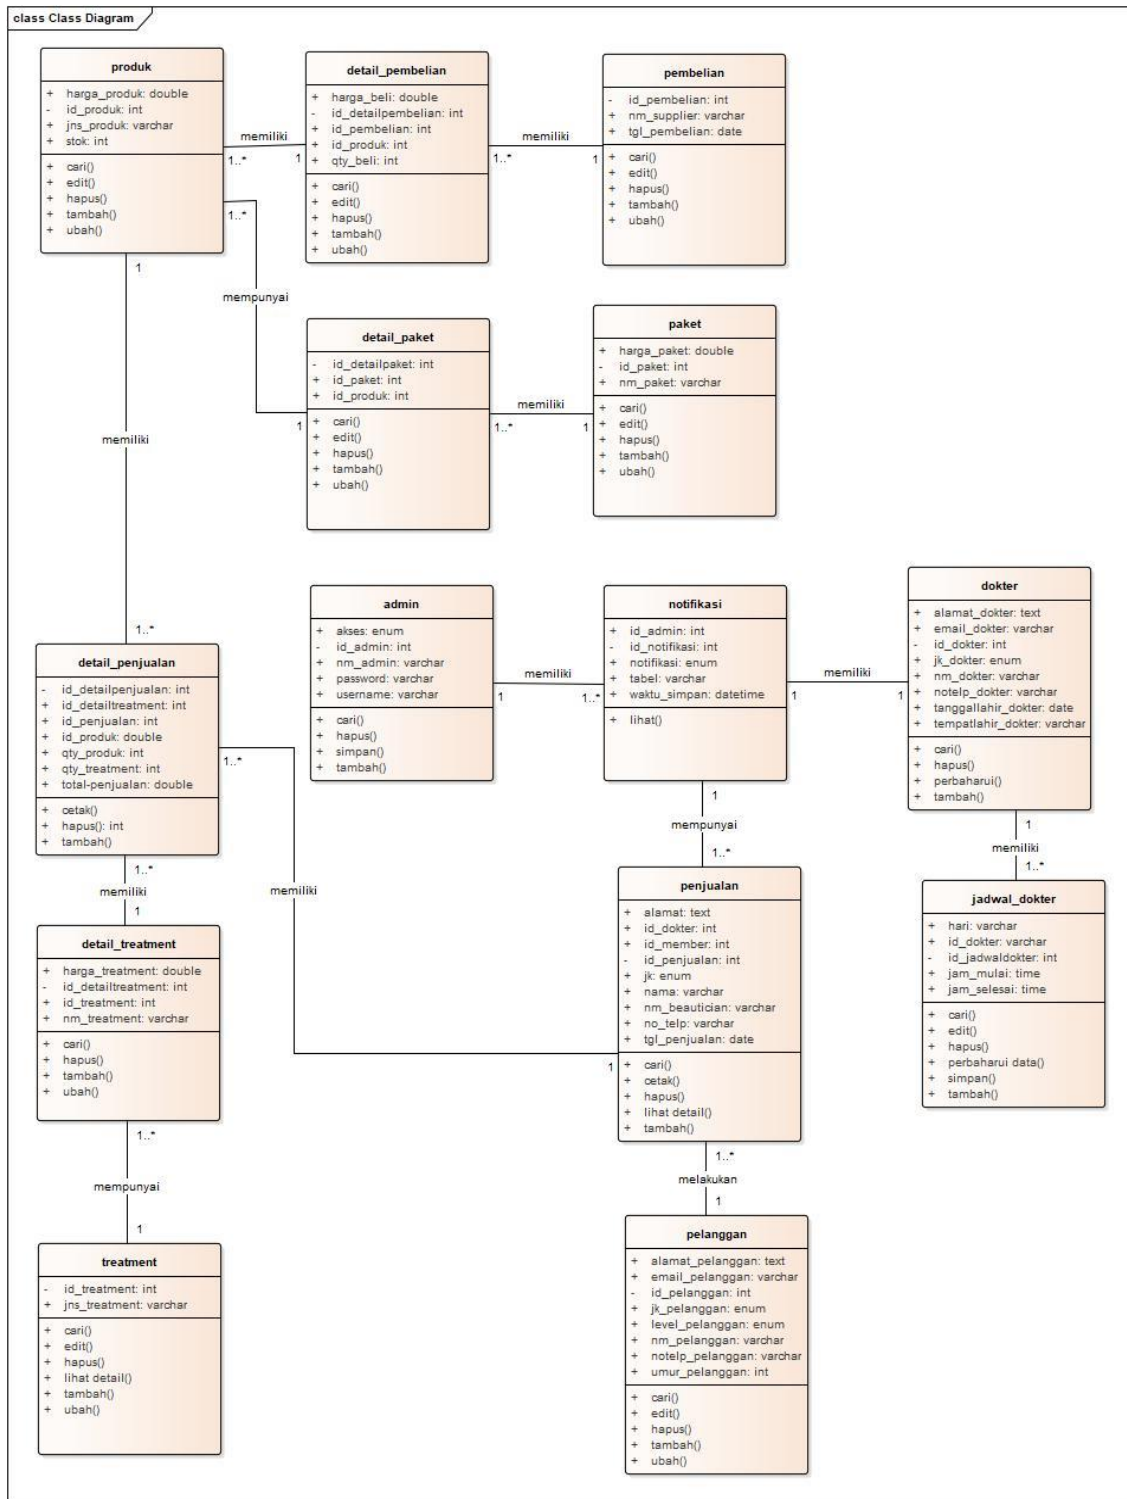 class Class Diagram
produk
+ harga_produk: double
- id_produk: int
+ jns_produk: varchar
+ stok: int
+ cari()
+ edit()
+ hapus()
+ tambah()
+ ubah()
memiliki
1..*
1
detail_pembelian
+ harga_beli: double
- id_detailpembelian: int
+ id_pembelian: int
+ id_produk: int
+ qty_beli: int
+ cari()
+ edit()
+ hapus()
+ tambah()
+ ubah()
memiliki
1..*
1
pembelian
- id_pembelian: int
+ nm_supplier: varchar
+ tgl_pembelian: date
+ cari()
+ edit()
+ hapus()
+ tambah()
+ ubah()
1..*
mempunyai
1
1
memiliki
1..*
detail_paket
- id_detailpaket: int
+ id_paket: int
+ id_produk: int
+ cari()
+ edit()
+ hapus()
+ tambah()
+ ubah()
memiliki
1..*
1
paket
+ harga_paket: double
- id_paket: int
+ nm_paket: varchar
+ cari()
+ edit()
+ hapus()
+ tambah()
+ ubah()
detail_penjualan
- id_detailpenjualan: int
+ id_detailtreatment: int
+ id_penjualan: int
+ id_produk: double
+ qty_produk: int
+ qty_treatment: int
+ total-penjualan: double
+ cetak()
+ hapus(): int
+ tambah()
1..*
memiliki
1
admin
+ akses: enum
- id_admin: int
+ nm_admin: varchar
+ password: varchar
+ username: varchar
+ cari()
+ hapus()
+ simpan()
+ tambah()
memiliki
1
1..*
notifikasi
+ id_admin: int
- id_notifikasi: int
+ notifikasi: enum
+ tabel: varchar
+ waktu_simpan: datetime
+ lihat()
memiliki
1
1
dokter
+ alamat_dokter: text
+ email_dokter: varchar
- id_dokter: int
+ jk_dokter: enum
+ nm_dokter: varchar
+ notelp_dokter: varchar
+ tanggallahir_dokter: date
+ tempatlahir_dokter: varchar
+ cari()
+ hapus()
+ perbaharui()
+ tambah()
1
mempunyai
1..*
1
memiliki
1..*
1..*
memiliki
1
detail_treatment
+ harga_treatment: double
- id_detailtreatment: int
+ id_treatment: int
+ nm_treatment: varchar
+ cari()
+ hapus()
+ tambah()
+ ubah()
1..*
mempunyai
1
penjualan
+ alamat: text
+ id_dokter: int
+ id_member: int
- id_penjualan: int
+ jk: enum
+ nama: varchar
+ nm_beautician: varchar
+ no_telp: varchar
+ tgl_penjualan: date
+ cari()
+ cetak()
+ hapus()
+ lihat detail()
+ tambah()
1..*
melakukan
1
jadwal_dokter
+ hari: varchar
+ id_dokter: varchar
- id_jadwaldokter: int
+ jam_mulai: time
+ jam_selesai: time
+ cari()
+ edit()
+ hapus()
+ perbaharui data()
+ simpan()
+ tambah()
treatment
- id_treatment: int
+ jns_treatment: varchar
+ cari()
+ edit()
+ hapus()
+ lihat detail()
+ tambah()
+ ubah()
pelanggan
+ alamat_pelanggan: text
+ email_pelanggan: varchar
- id_pelanggan: int
+ jk_pelanggan: enum
+ level_pelanggan: enum
+ nm_pelanggan: varchar
+ notelp_pelanggan: varchar
+ umur_pelanggan: int
+ cari()
+ edit()
+ hapus()
+ tambah()
+ ubah()